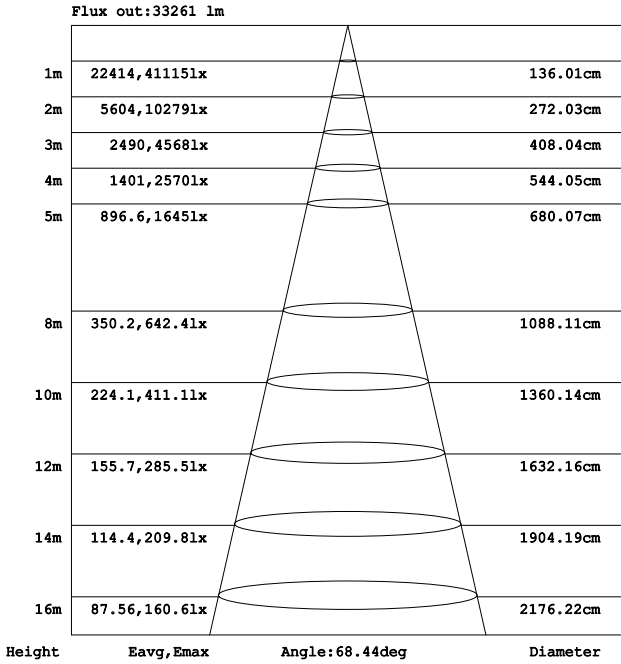 Flux out:33261 lm
1m 22414,41115lx 136.01cm
2m 5604,10279lx 272.03cm
3m 2490,4568lx 408.04cm
4m 1401,2570lx 544.05cm
5m 896.6,1645lx 680.07cm
8m 350.2,642.4lx 1088.11cm
10m 224.1,411.1lx 1360.14cm
12m 155.7,285.5lx 1632.16cm
14m 114.4,209.8lx 1904.19cm
16m 87.56,160.6lx 2176.22cm
Height Eavg,Emax Angle:68.44deg Diameter